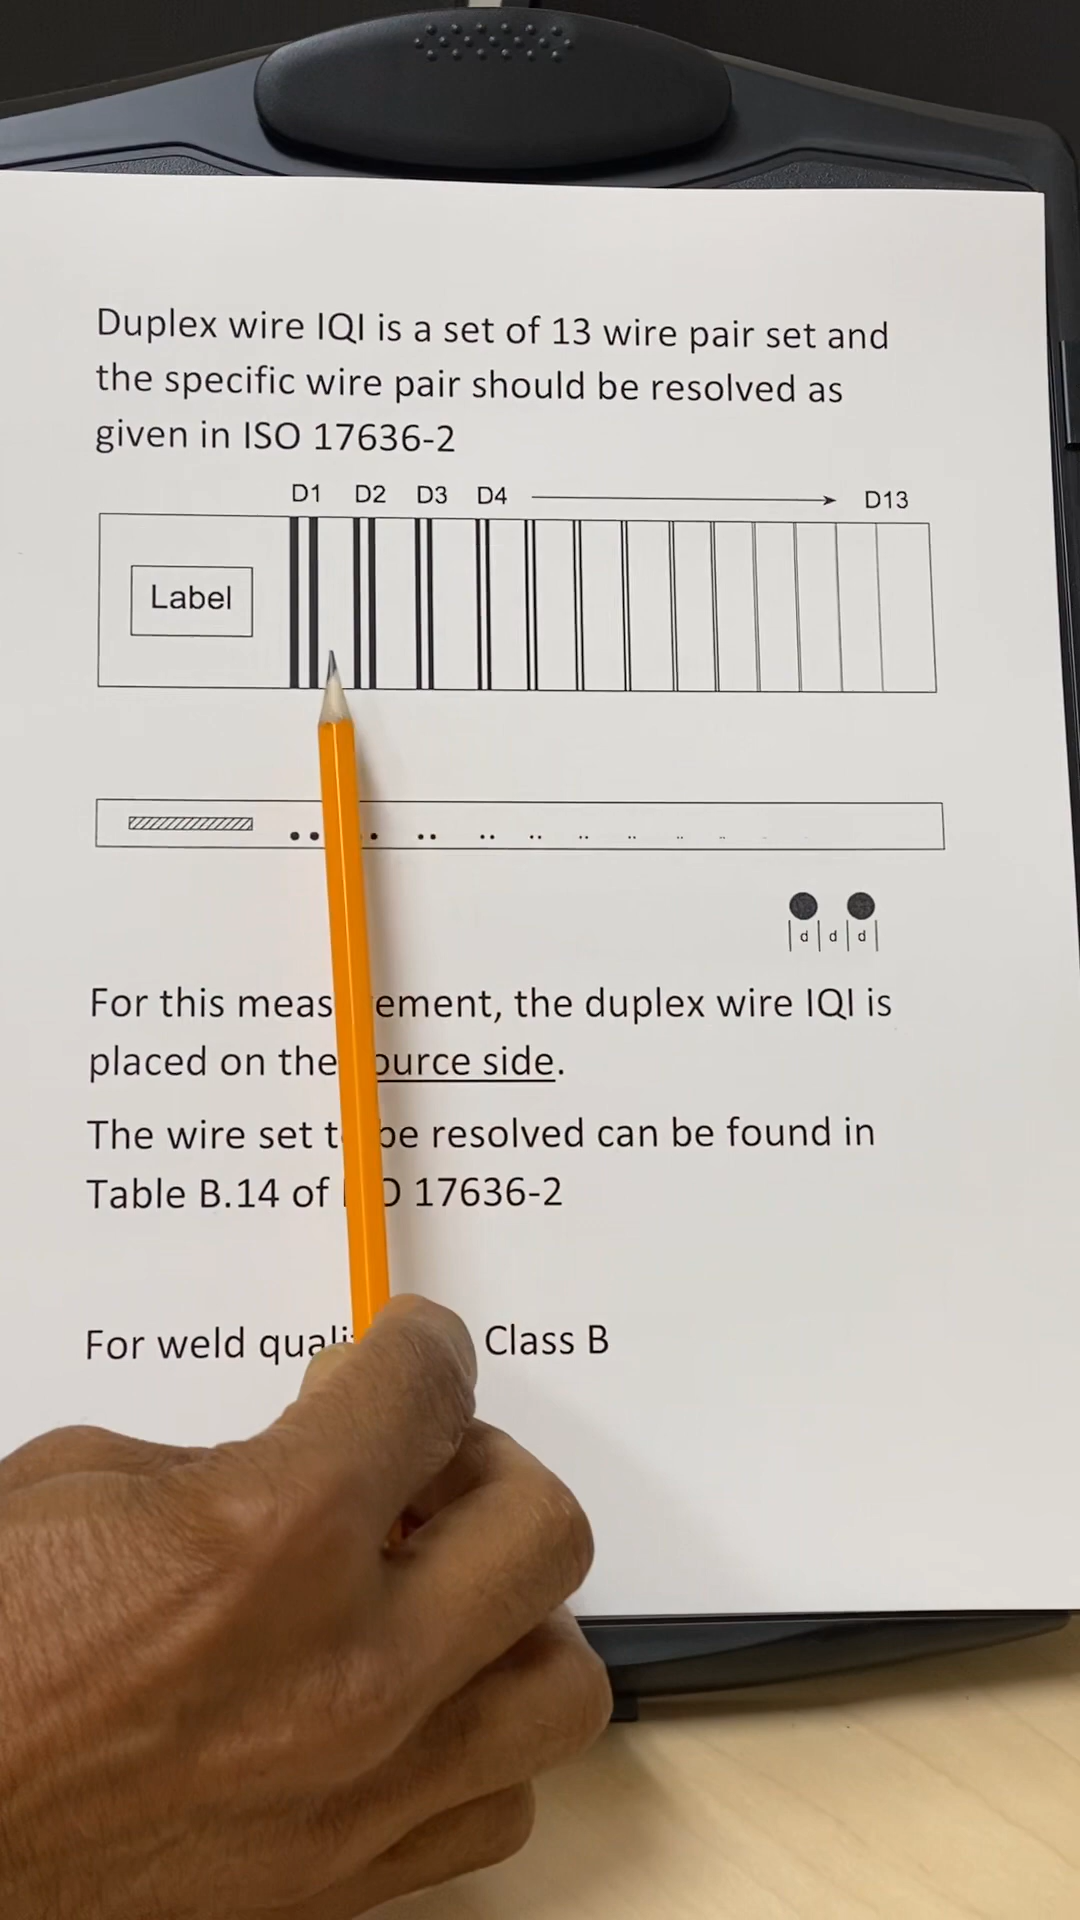 Duplex wire IQI is a set of 13 wire pair set and
the specific wire pair should be resolved as
given in ISO 17636-2
D1 D2 D3 D4 D13
Label
d d d
For this ement, the duplex wire IQI is
placed on the side.
The wire set be resolved can be found in
Table B.14 of 17636-2
For weld Class B